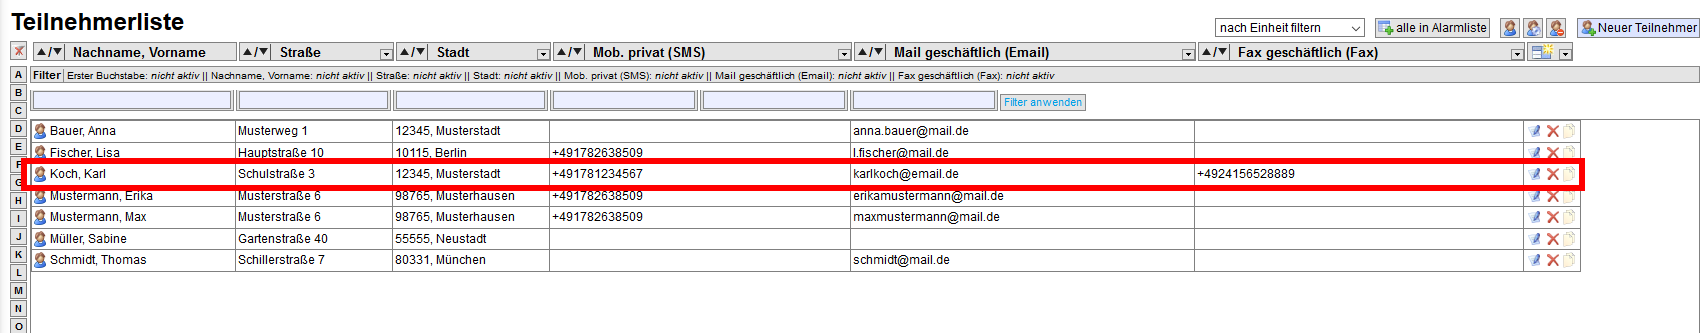 Teilnehmerliste
nach Einheit filtern alle in Alarmliste Neuer Teilnehmer
▲/▼ Nachname, Vorname ▲/▼ Straße ▲/▼ Stadt ▲/▼ Mob. privat (SMS) ▲/▼ Mail geschäftlich (Email) ▲/▼ Fax geschäftlich (Fax)
Filter Erster Buchstabe: nicht aktiv || Nachname, Vorname: nicht aktiv || Straße: nicht aktiv || Stadt: nicht aktiv || Mob. privat (SMS): nicht aktiv || Mail geschäftlich (Email): nicht aktiv || Fax geschäftlich (Fax): nicht aktiv
Filter anwenden
A
B
C
D
E
F
G
H
I
J
K
L
M
N
O
Bauer, Anna Musterweg 1 12345, Musterstadt anna.bauer@mail.de
Fischer, Lisa Hauptstraße 10 10115, Berlin +491782638509 l.fischer@mail.de
Koch, Karl Schulstraße 3 12345, Musterstadt +491781234567 karlkoch@email.de +4924156528889
Mustermann, Erika Musterstraße 6 98765, Musterhausen +491782638509 erikamustermann@mail.de
Mustermann, Max Musterstraße 6 98765, Musterhausen +491782638509 maxmustermann@mail.de
Müller, Sabine Gartenstraße 40 55555, Neustadt
Schmidt, Thomas Schillerstraße 7 80331, München schmidt@mail.de